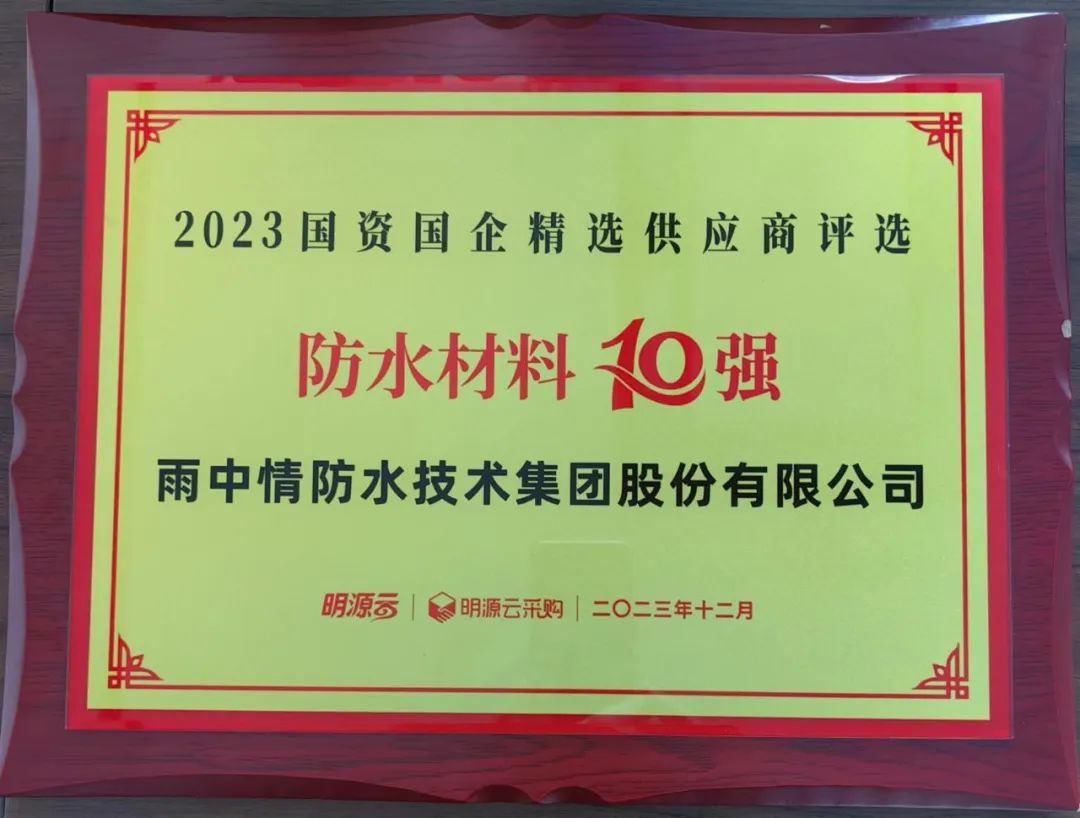 2023国资国企精选供应商评选
防水材料10强
雨中情防水技术集团股份有限公司
明源云 | 明源云采购 | 二〇二三年十二月